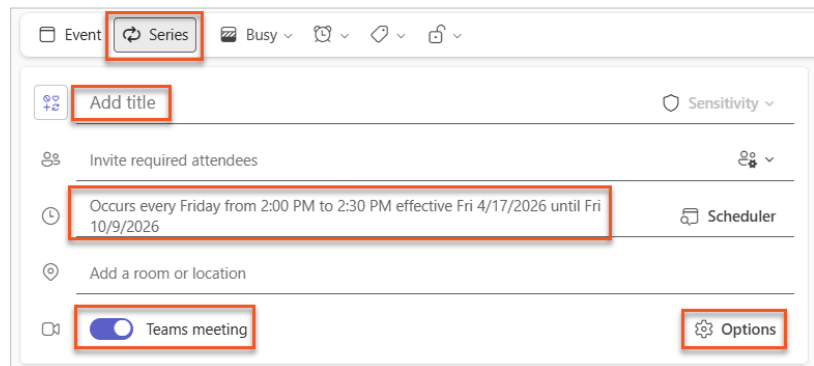 Event Series Busy
Add title Sensitivity
Invite required attendees
Occurs every Friday from 2:00 PM to 2:30 PM effective Fri 4/17/2026 until Fri
10/9/2026
Scheduler
Add a room or location
Teams meeting Options